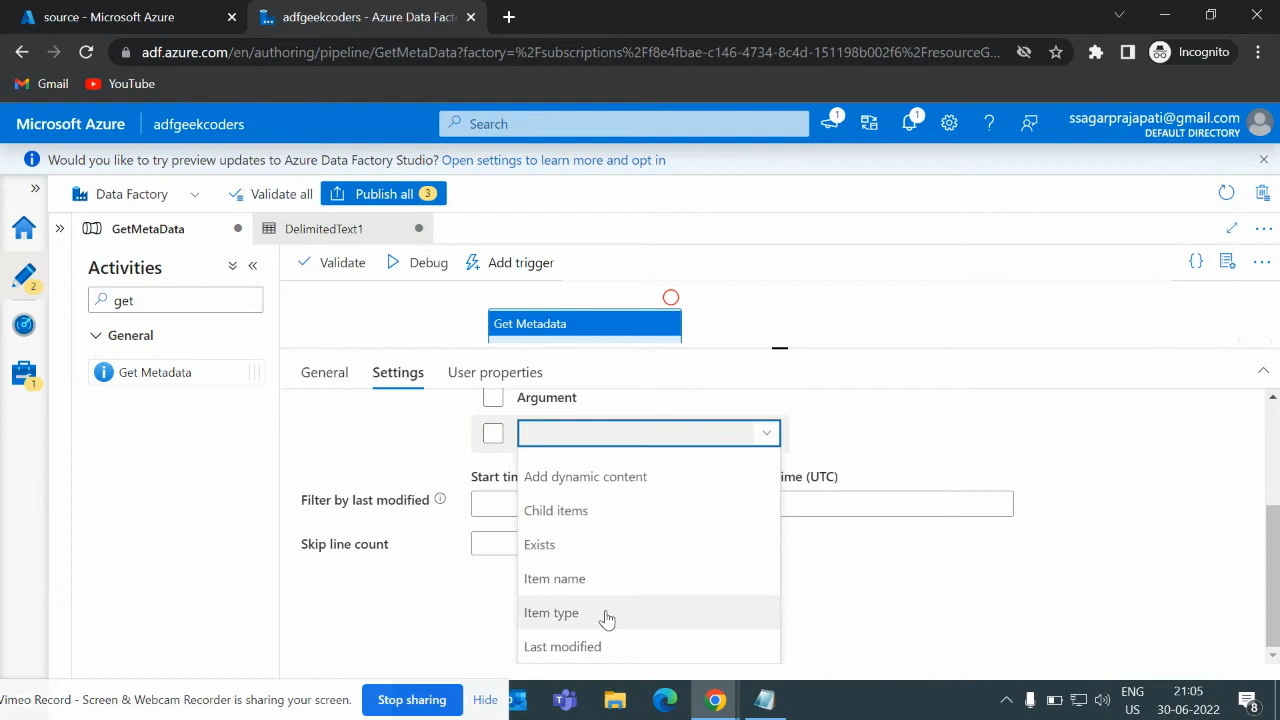 source - Microsoft Azure
adfgeekcoders - Azure Data Facto
adf.azure.com/en/authoring/pipeline/GetMetaData?factory=%2Fsubscriptions%2Ff8e4fbae-c146-4734-8c4d-151198b002f6%2FresourceG...
Incognito
Gmail
YouTube
Microsoft Azure
adfgeekcoders
Search
1
1
ssagarprajapati@gmail.com
DEFAULT DIRECTORY
Would you like to try preview updates to Azure Data Factory Studio? Open settings to learn more and opt in
Data Factory
Validate all
Publish all
3
GetMetaData
DelimitedText1
Activities
Validate
Debug
Add trigger
2
get
General
Get Metadata
1
Get Metadata
General
Settings
User properties
Argument
Add dynamic content
Start tim
ime (UTC)
Filter by last modified
Child items
Skip line count
Exists
Item name
Item type
Last modified
Vimeo Record - Screen & Webcam Recorder is sharing your screen.
Stop sharing
Hide
ENG
US
21:05
30-06-2022
8